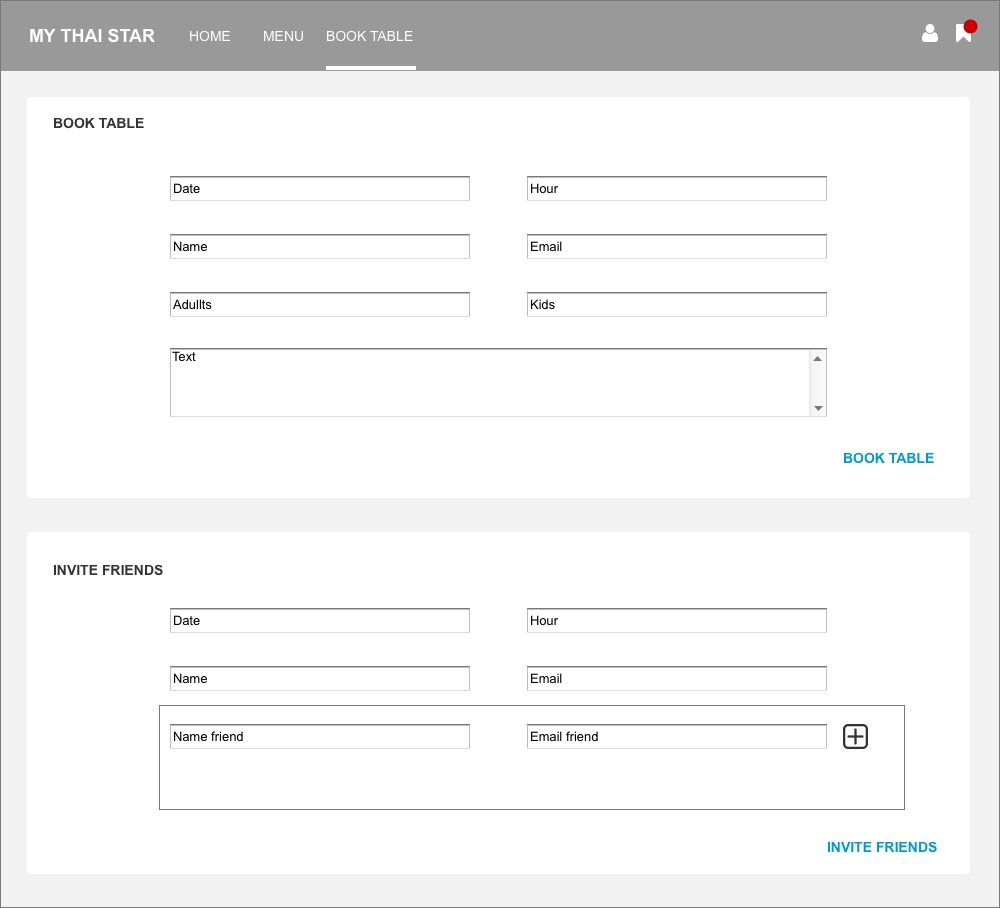 MY THAI STAR HOME MENU BOOK TABLE
BOOK TABLE
Date Hour
Name Email
Adullts Kids
Text
BOOK TABLE
INVITE FRIENDS
Date Hour
Name Email
Name friend Email friend
INVITE FRIENDS